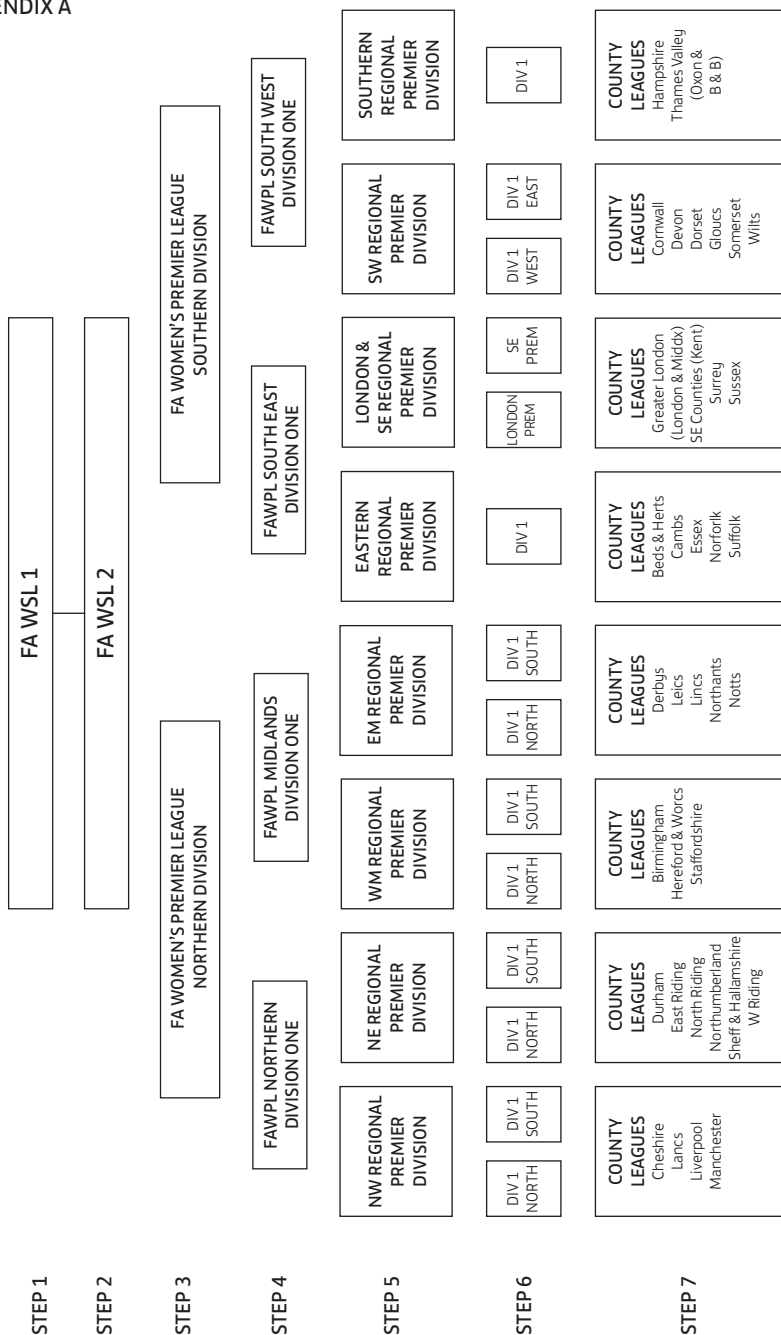 ENDIX A
STEP 1
FA WSL 1
STEP 2
FA WSL 2
STEP 3
FA WOMEN'S PREMIER LEAGUE
NORTHERN DIVISION
FA WOMEN'S PREMIER LEAGUE
SOUTHERN DIVISION
STEP 4
FAWPL NORTHERN
DIVISION ONE
FAWPL MIDLANDS
DIVISION ONE
FAWPL SOUTH EAST
DIVISION ONE
FAWPL SOUTH WEST
DIVISION ONE
STEP 5
NW REGIONAL
PREMIER
DIVISION
NE REGIONAL
PREMIER
DIVISION
WM REGIONAL
PREMIER
DIVISION
EM REGIONAL
PREMIER
DIVISION
EASTERN
REGIONAL
PREMIER
DIVISION
LONDON &
SE REGIONAL
PREMIER
DIVISION
SW REGIONAL
PREMIER
DIVISION
SOUTHERN
REGIONAL
PREMIER
DIVISION
STEP 6
DIV 1
NORTH
DIV 1
SOUTH
DIV 1
NORTH
DIV 1
SOUTH
DIV 1
NORTH
DIV 1
SOUTH
DIV 1
NORTH
DIV 1
SOUTH
DIV 1
LONDON
PREM
SE
PREM
DIV 1
WEST
DIV 1
EAST
DIV 1
STEP 7
COUNTY
LEAGUES
Cheshire
Lancs
Liverpool
Manchester
COUNTY
LEAGUES
Durham
East Riding
North Riding
Northumberland
Sheff & Hallamshire
W Riding
COUNTY
LEAGUES
Birmingham
Hereford & Worcs
Staffordshire
COUNTY
LEAGUES
Derbys
Leics
Lincs
Northants
Notts
COUNTY
LEAGUES
Beds & Herts
Cambs
Essex
Norforlk
Suffolk
COUNTY
LEAGUES
Greater London
(London & Middx)
SE Counties (Kent)
Surrey
Sussex
COUNTY
LEAGUES
Cornwall
Devon
Dorset
Gloucs
Somerset
Wilts
COUNTY
LEAGUES
Hampshire
Thames Valley
(Oxon &
B & B)